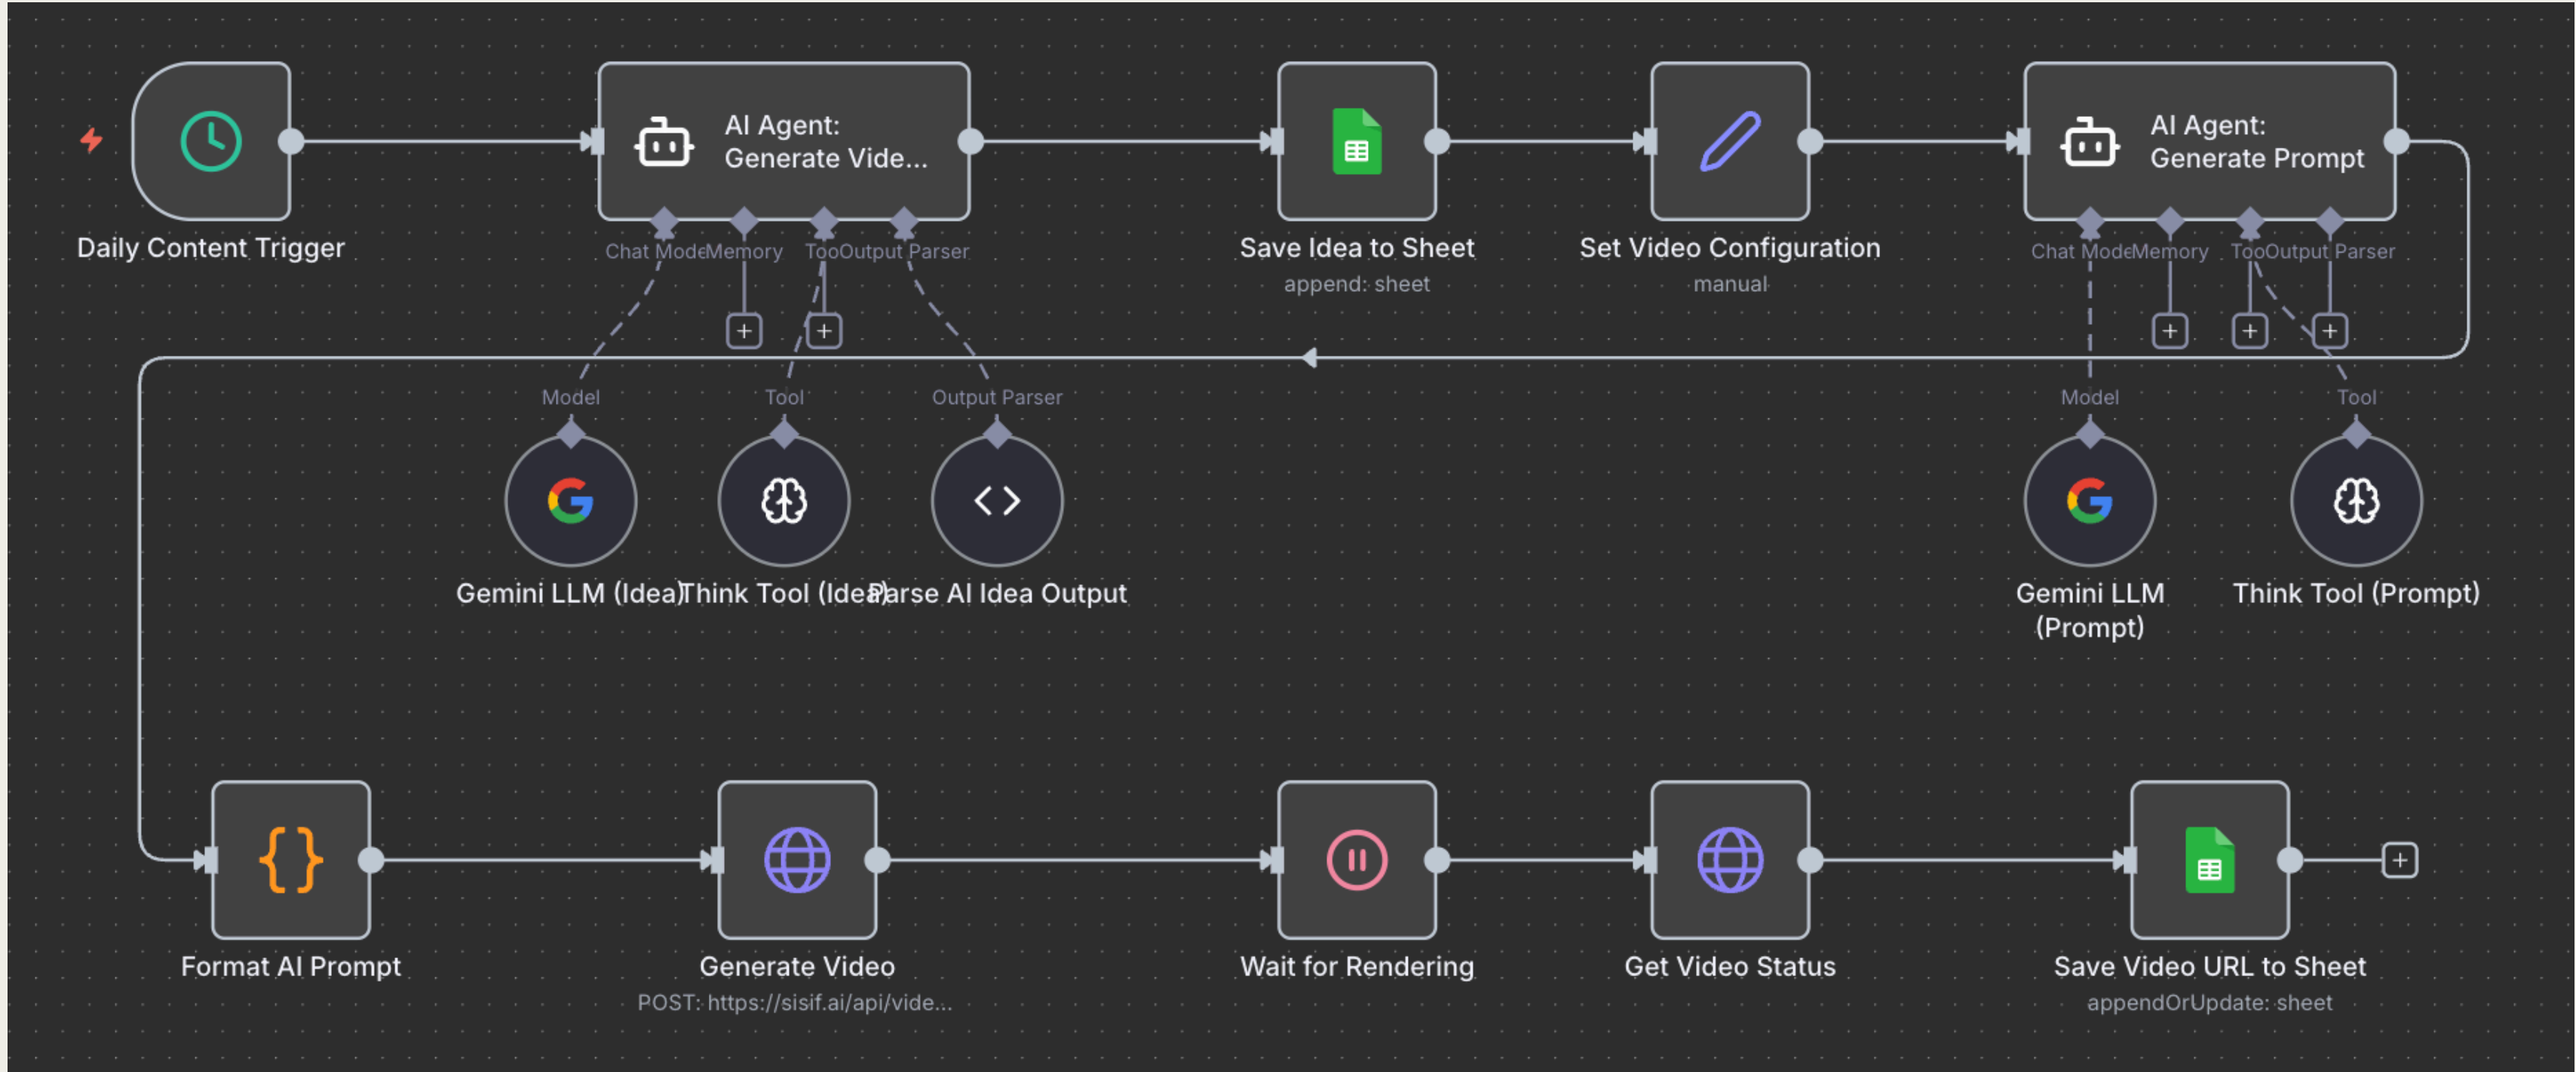 AI Agent:
Generate Vide...
AI Agent:
Generate Prompt
Daily Content Trigger
Chat Mode
Memory
Too
Output Parser
Save Idea to Sheet
append: sheet
Set Video Configuration
manual
Chat Mode
Memory
Too
Output Parser
Model
Tool
Output Parser
Model
Tool
Gemini LLM (Idea)
Think Tool (Idea)
Parse AI Idea Output
Gemini LLM
(Prompt)
Think Tool (Prompt)
Format AI Prompt
Generate Video
POST: https://sisif.ai/api/vide...
Wait for Rendering
Get Video Status
Save Video URL to Sheet
appendOrUpdate: sheet